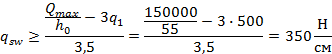 q_sw ≥ (Q_max/h_0 − 3q_1)/3,5 = (150000/55 − 3 · 500)/3,5 = 350 Н/см